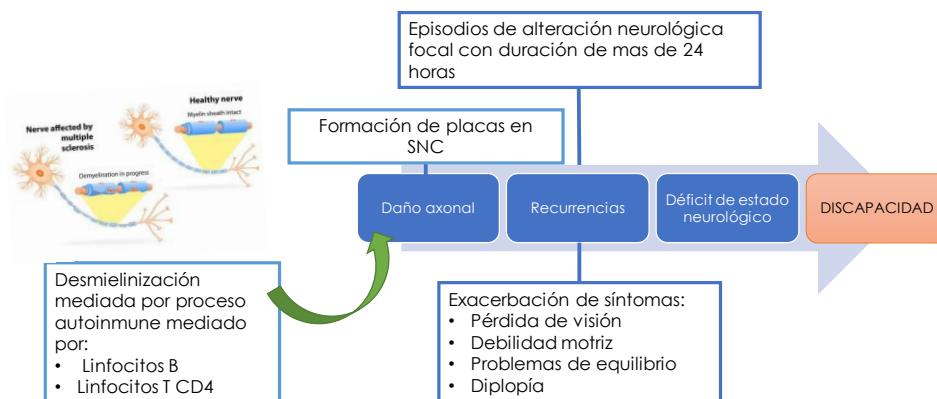 Episodios de alteración neurológica
focal con duración de mas de 24
horas
Healthy nerve
Myelin sheath intact
Nerve affected by
multiple
sclerosis
Demyelination in progress
Formación de placas en
SNC
Daño axonal
Recurrencias
Déficit de estado
neurológico
DISCAPACIDAD
Desmielinización
mediada por proceso
autoinmune mediado
por:
• Linfocitos B
• Linfocitos T CD4
Exacerbación de síntomas:
• Pérdida de visión
• Debilidad motriz
• Problemas de equilibrio
• Diplopía